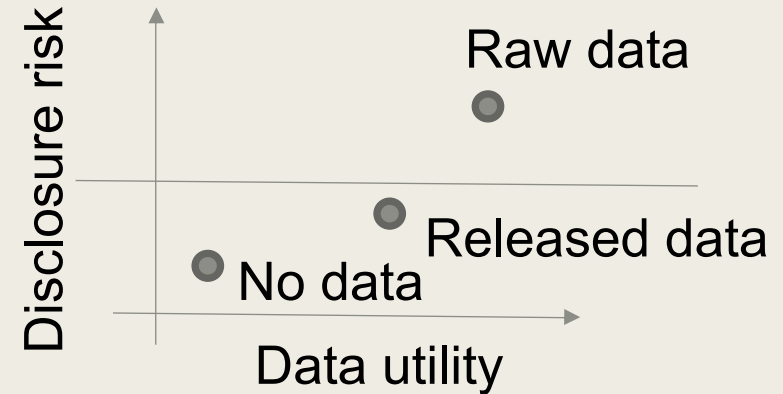 Disclosure risk
Raw data
Released data
No data
Data utility